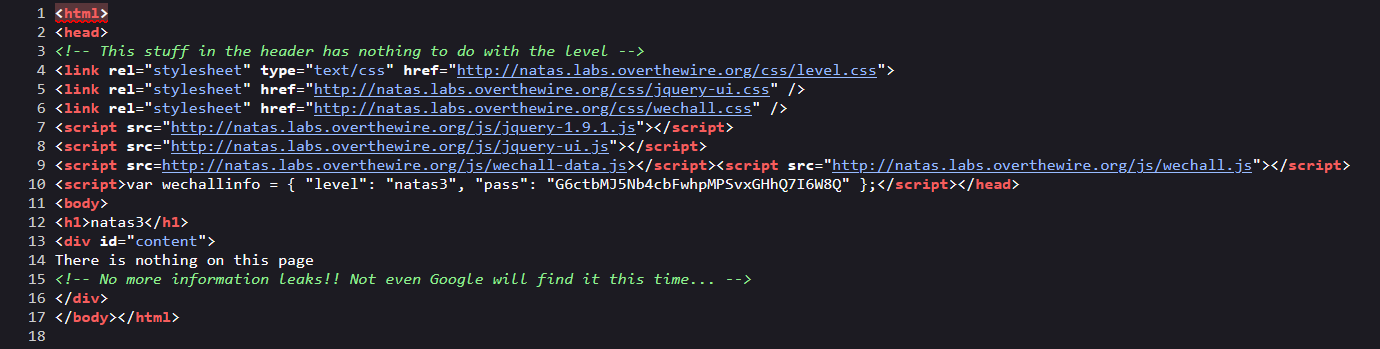 1 <html>
2 <head>
3 <!-- This stuff in the header has nothing to do with the level -->
4 <link rel="stylesheet" type="text/css" href="http://natas.labs.overthewire.org/css/level.css">
5 <link rel="stylesheet" href="http://natas.labs.overthewire.org/css/jquery-ui.css" />
6 <link rel="stylesheet" href="http://natas.labs.overthewire.org/css/wechall.css" />
7 <script src="http://natas.labs.overthewire.org/js/jquery-1.9.1.js"></script>
8 <script src="http://natas.labs.overthewire.org/js/jquery-ui.js"></script>
9 <script src=http://natas.labs.overthewire.org/js/wechall-data.js></script><script src="http://natas.labs.overthewire.org/js/wechall.js"></script>
10 <script>var wechallinfo = { "level": "natas3", "pass": "G6ctbMJ5Nb4cbFwhpMPSvxGHhQ7I6W8Q" };</script></head>
11 <body>
12 <h1>natas3</h1>
13 <div id="content">
14 There is nothing on this page
15 <!-- No more information leaks!! Not even Google will find it this time... -->
16 </div>
17 </body></html>
18